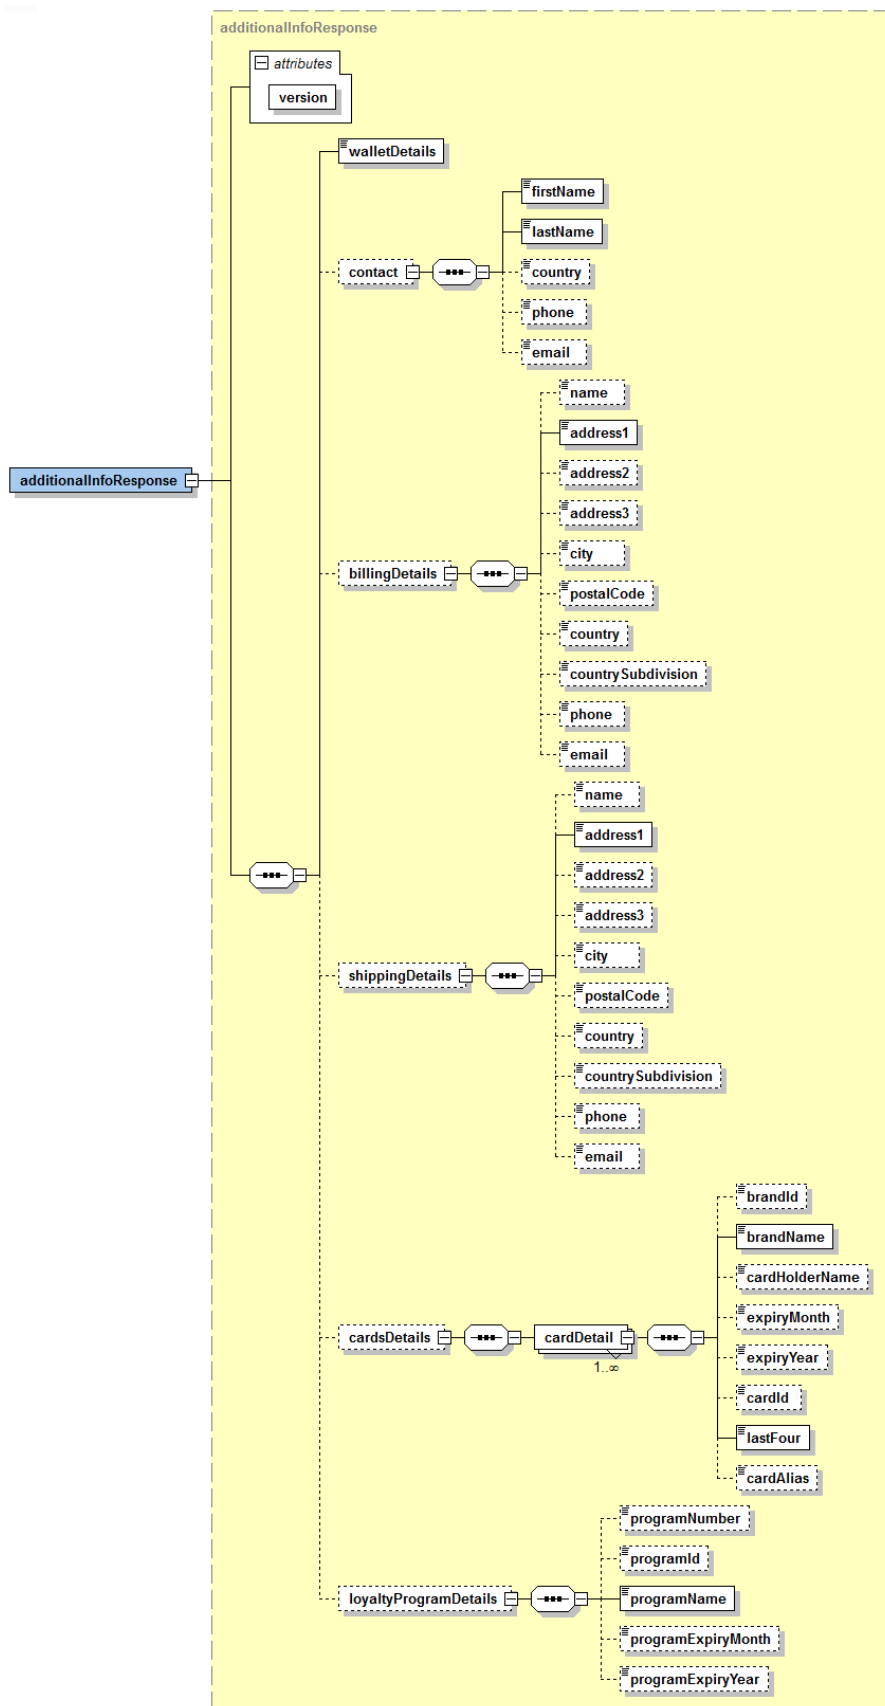 additionalInfoResponse
attributes
version
walletDetails
firstName
lastName
contact
country
phone
email
name
address1
address2
additionalInfoResponse
address3
city
billingDetails
postalCode
country
countrySubdivision
phone
email
name
address1
address2
address3
city
shippingDetails
postalCode
country
countrySubdivision
phone
email
brandId
brandName
cardHolderName
expiryMonth
cardsDetails
cardDetail
1..∞
expiryYear
cardId
lastFour
cardAlias
programNumber
programId
loyaltyProgramDetails
programName
programExpiryMonth
programExpiryYear